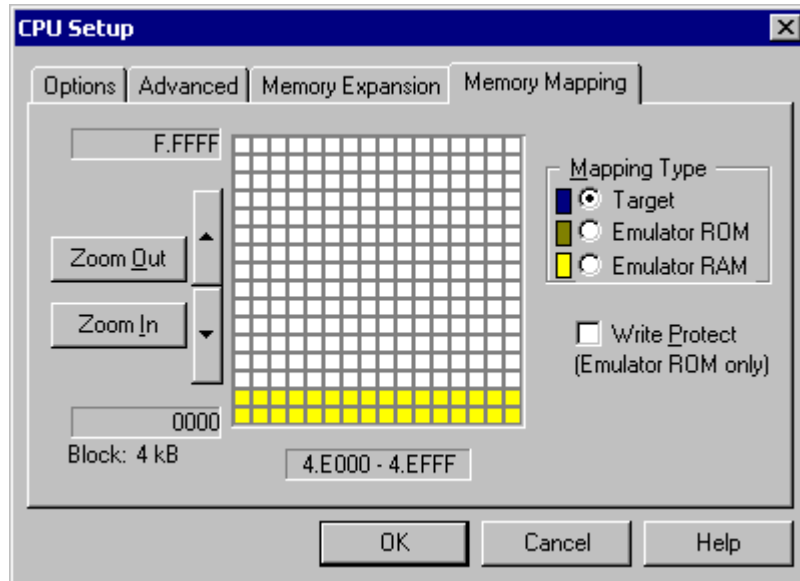 CPU Setup
Options Advanced Memory Expansion Memory Mapping
F.FFFF
Mapping Type
Target
Emulator ROM
Emulator RAM
Zoom Out
Zoom In
Write Protect
(Emulator ROM only)
0000
Block: 4 kB
4.E000 - 4.EFFF
OK Cancel Help